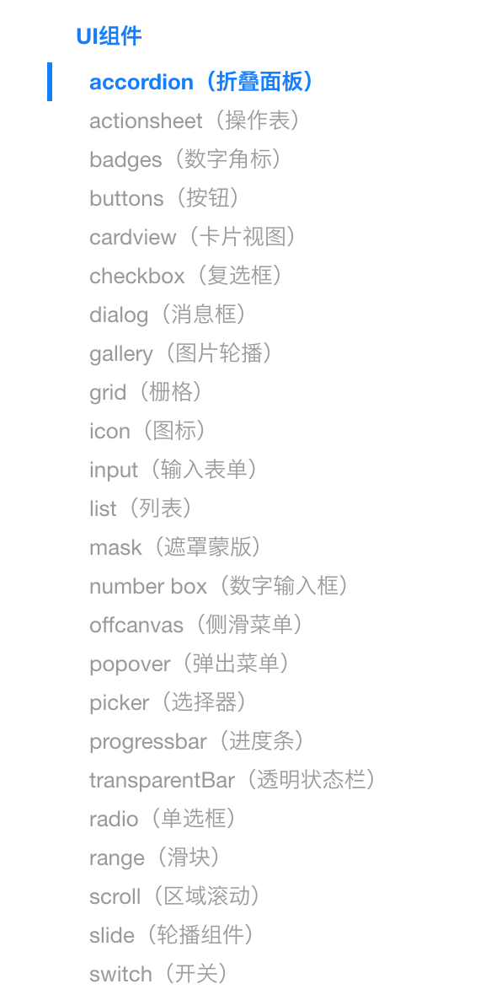 UI组件
accordion（折叠面板）
actionsheet（操作表）
badges（数字角标）
buttons（按钮）
cardview（卡片视图）
checkbox（复选框）
dialog（消息框）
gallery（图片轮播）
grid（栅格）
icon（图标）
input（输入表单）
list（列表）
mask（遮罩蒙版）
number box（数字输入框）
offcanvas（侧滑菜单）
popover（弹出菜单）
picker（选择器）
progressbar（进度条）
transparentBar（透明状态栏）
radio（单选框）
range（滑块）
scroll（区域滚动）
slide（轮播组件）
switch（开关）